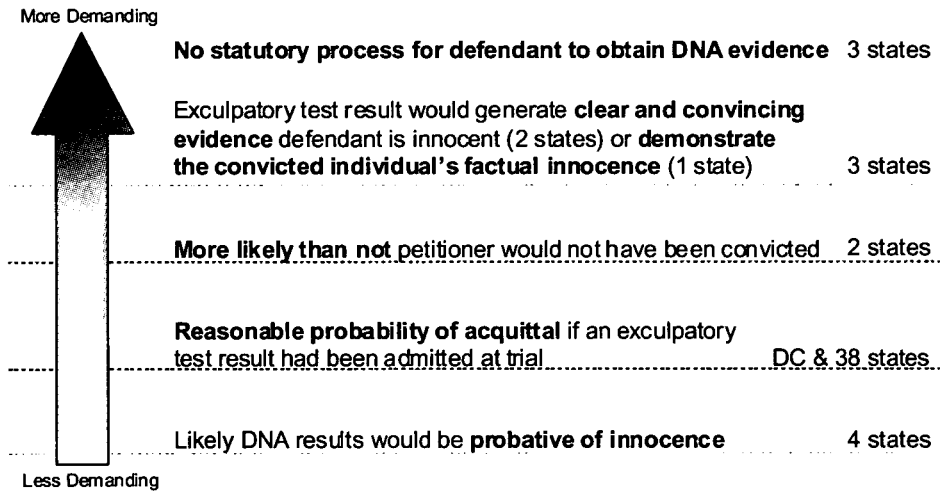 More Demanding
No statutory process for defendant to obtain DNA evidence 3 states
Exculpatory test result would generate clear and convincing
evidence defendant is innocent (2 states) or demonstrate
the convicted individual's factual innocence (1 state) 3 states
More likely than not petitioner would not have been convicted 2 states
Reasonable probability of acquittal if an exculpatory
test result had been admitted at trial DC & 38 states
Likely DNA results would be probative of innocence 4 states
Less Demanding